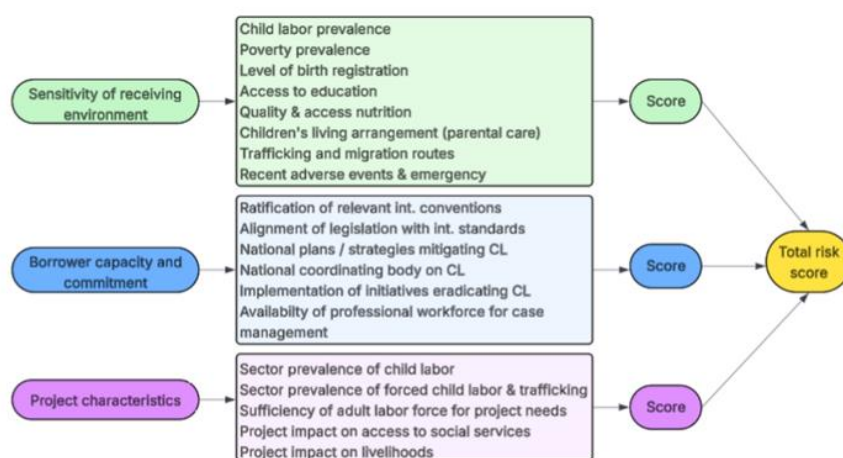 Sensitivity of receiving
environment
Child labor prevalence
Poverty prevalence
Level of birth registration
Access to education
Quality & access nutrition
Children's living arrangement (parental care)
Trafficking and migration routes
Recent adverse events & emergency
Score
Borrower capacity and
commitment
Ratification of relevant int. conventions
Alignment of legislation with int. standards
National plans / strategies mitigating CL
National coordinating body on CL
Implementation of initiatives eradicating CL
Availabilty of professional workforce for case
management
Score
Total risk
score
Project characteristics
Sector prevalence of child labor
Sector prevalence of forced child labor & trafficking
Sufficiency of adult labor force for project needs
Project impact on access to social services
Project impact on livelihoods
Score